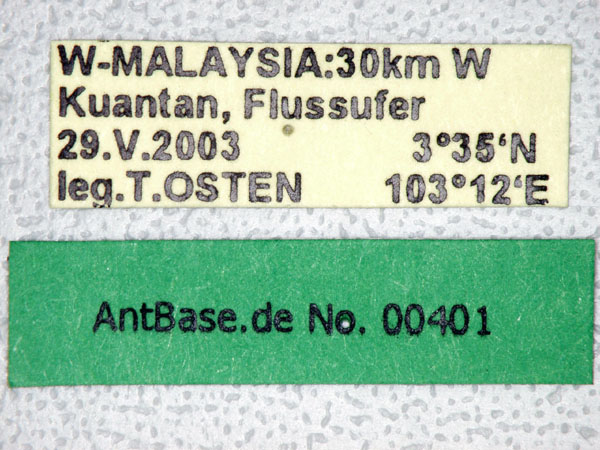 W-MALAYSIA:30km W
Kuantan, Flussufer
29.V.2003 3°35‘N
leg.T.OSTEN 103°12‘E
AntBase.de No. 00401